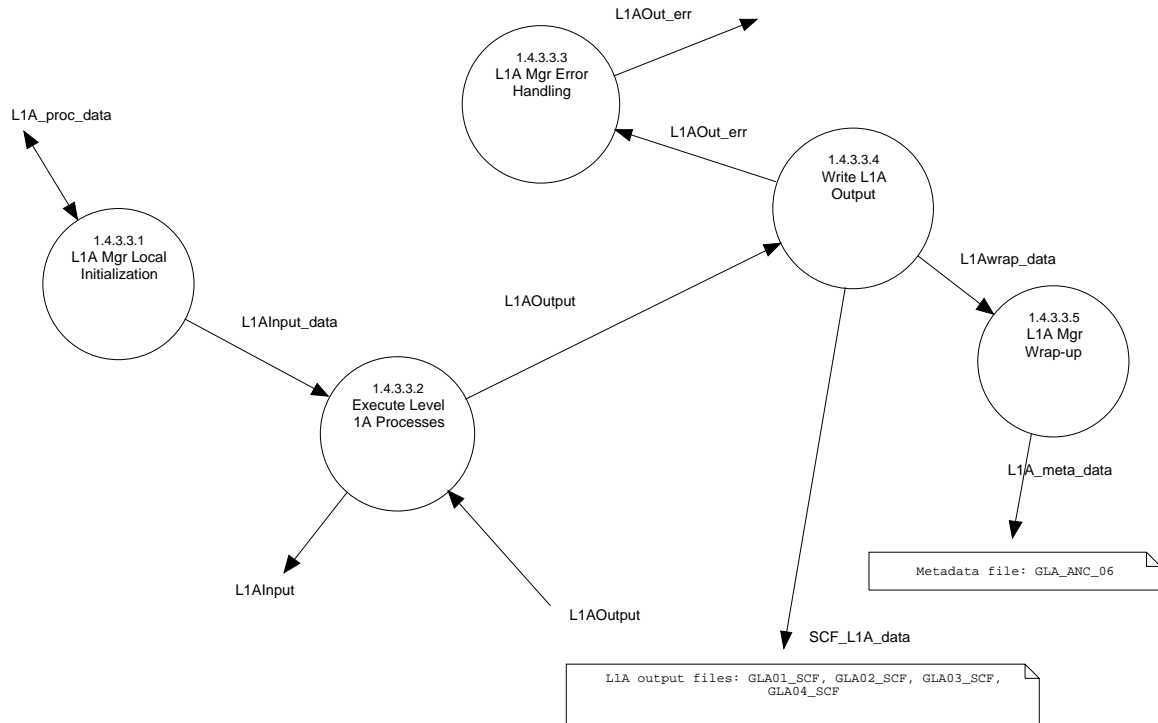 L1AOut_err
1.4.3.3.3
L1A Mgr Error
Handling
L1A_proc_data
L1AOut_err
1.4.3.3.4
Write L1A
Output
1.4.3.3.1
L1A Mgr Local
Initialization
L1Awrap_data
L1AOutput
L1AInput_data
1.4.3.3.5
L1A Mgr
Wrap-up
1.4.3.3.2
Execute Level
1A Processes
L1A_meta_data
Metadata file: GLA_ANC_06
L1AInput
L1AOutput
SCF_L1A_data
L1A output files: GLA01_SCF, GLA02_SCF, GLA03_SCF,
GLA04_SCF